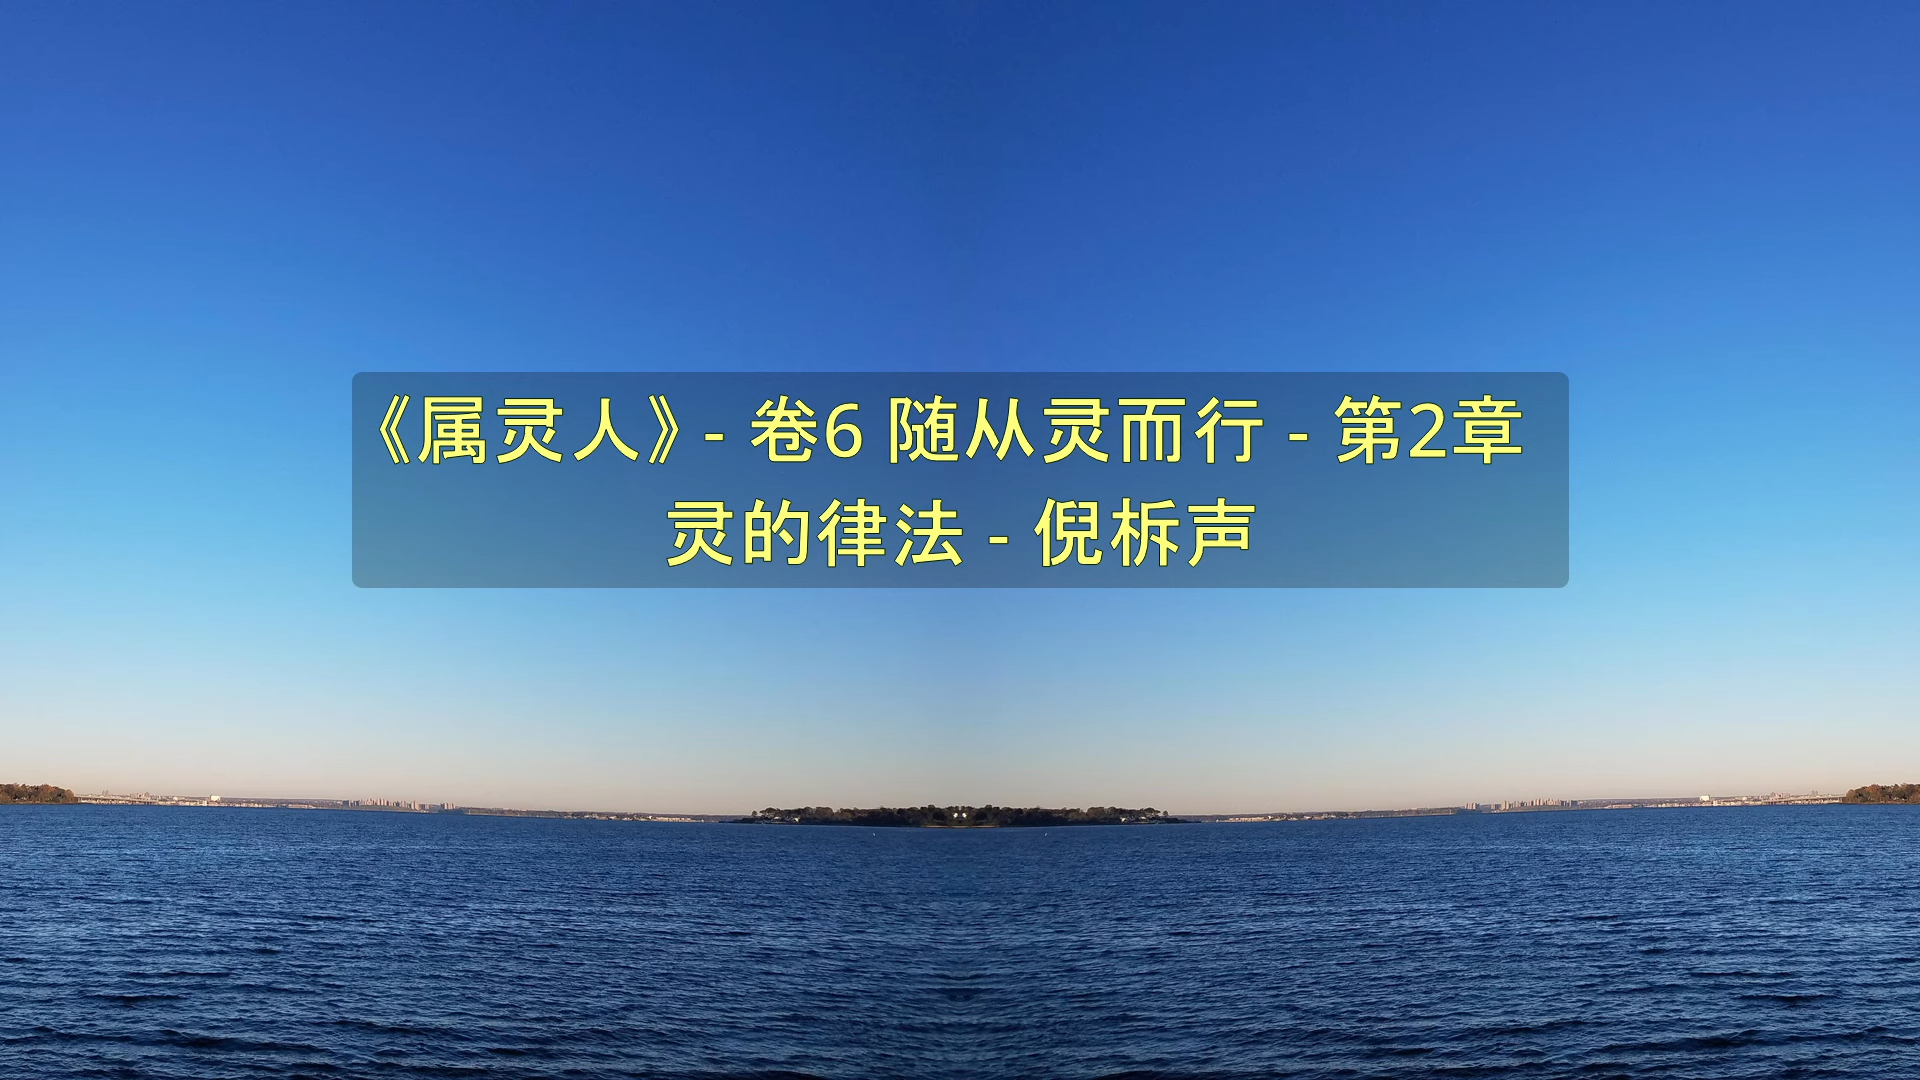 《属灵人》- 卷6 随从灵而行 - 第2章
灵的律法 - 倪柝声